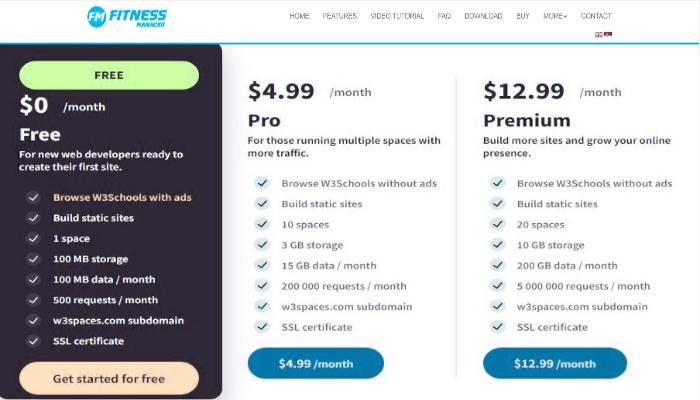 FM FITNESS
MANAGER
HOME FEATURES VIDEO TUTORIAL FAQ DOWNLOAD BUY MORE CONTACT
FREE
$0 /month
Free
For new web developers ready to
create their first site.
Browse W3Schools with ads
Build static sites
1 space
100 MB storage
100 MB data / month
500 requests / month
w3spaces.com subdomain
SSL certificate
Get started for free
$4.99 /month
Pro
For those running multiple spaces with
more traffic.
Browse W3Schools without ads
Build static sites
10 spaces
3 GB storage
15 GB data / month
200 000 requests / month
w3spaces.com subdomain
SSL certificate
$4.99 /month
$12.99 /month
Premium
Build more sites and grow your online
presence.
Browse W3Schools without ads
Build static sites
20 spaces
10 GB storage
200 GB data / month
5 000 000 requests / month
w3spaces.com subdomain
SSL certificate
$12.99 /month